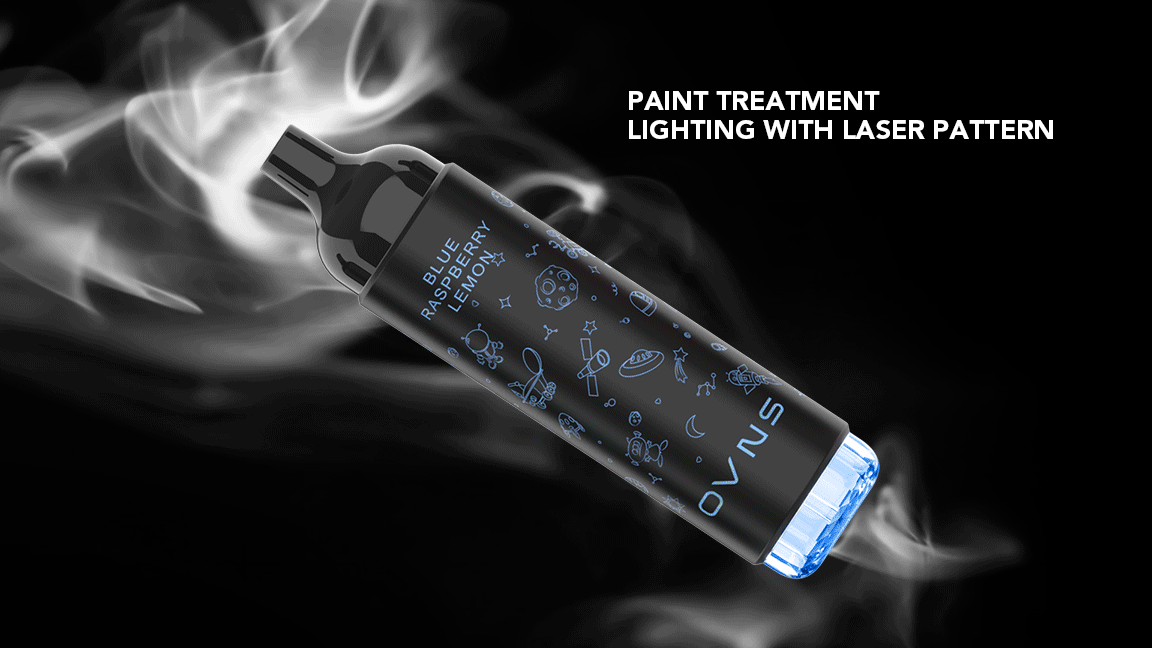 PAINT TREATMENT
LIGHTING WITH LASER PATTERN
BLUE
RASPBERRY
LEMON
OVNS